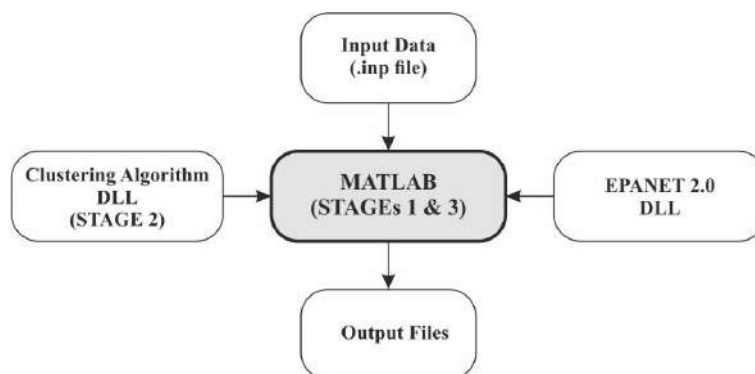 Input Data
(.inp file)
Clustering Algorithm
DLL
(STAGE 2)
MATLAB
(STAGEs 1 & 3)
EPANET 2.0
DLL
Output Files